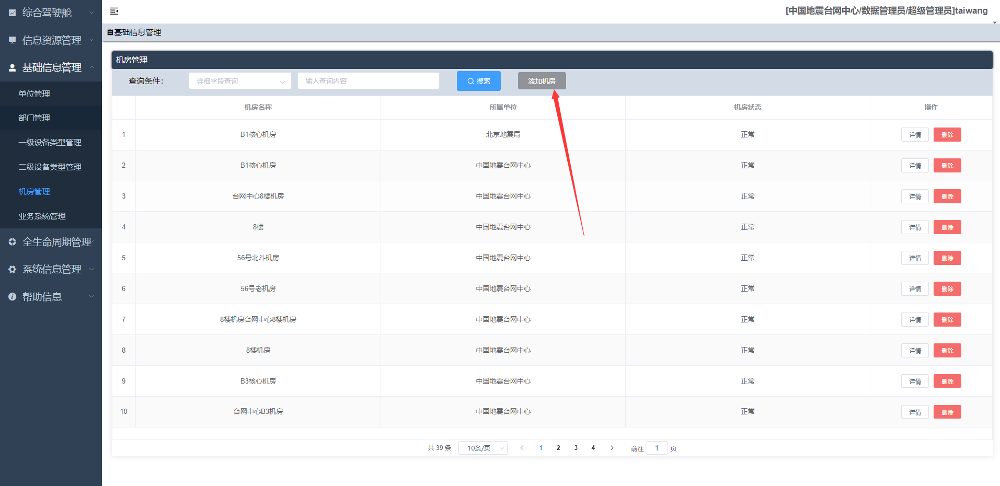 综合驾驶舱
信息资源管理
基础信息管理
单位管理
部门管理
一级设备类型管理
二级设备类型管理
机房管理
业务系统管理
全生命周期管理
系统信息管理
帮助信息
[中国地震台网中心/数据管理员/超级管理员]taiwang
基础信息管理
机房管理
查询条件： 详细字段查询 输入查询内容 搜索 添加机房
机房名称 所属单位 机房状态 操作
1 B1核心机房 北京地震局 正常 详情 删除
2 B1核心机房 中国地震台网中心 正常 详情 删除
3 台网中心8楼机房 中国地震台网中心 正常 详情 删除
4 8楼 中国地震台网中心 正常 详情 删除
5 56号北斗机房 中国地震台网中心 正常 详情 删除
6 56号老机房 中国地震台网中心 正常 详情 删除
7 8楼机房台网中心8楼机房 中国地震台网中心 正常 详情 删除
8 8楼机房 中国地震台网中心 正常 详情 删除
9 B3核心机房 中国地震台网中心 正常 详情 删除
10 台网中心B3机房 中国地震台网中心 正常 详情 删除
共 39 条 10条/页 1 2 3 4 前往 1 页